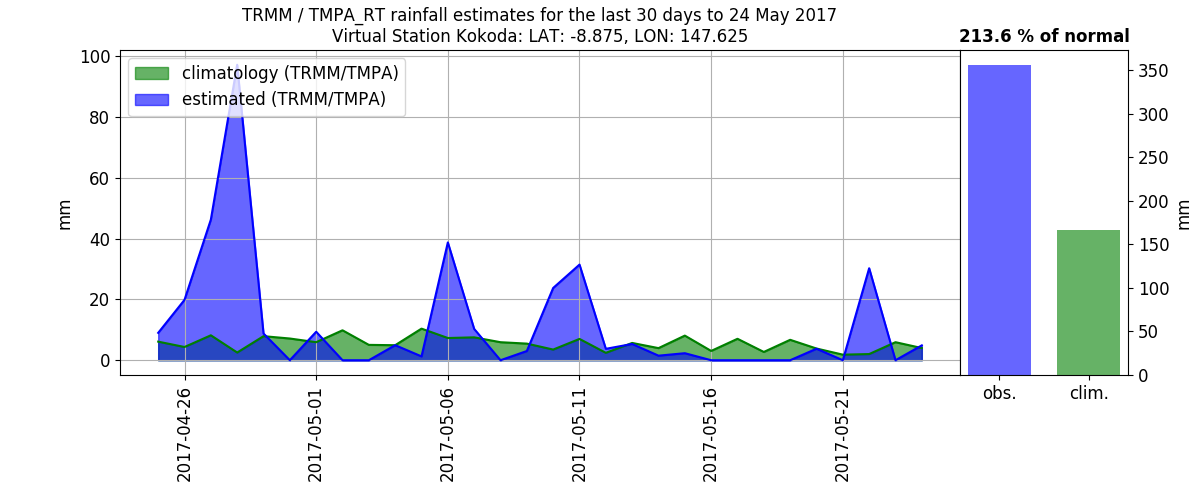 TRMM / TMPA_RT rainfall estimates for the last 30 days to 24 May 2017
Virtual Station Kokoda: LAT: -8.875, LON: 147.625
213.6 % of normal
climatology (TRMM/TMPA)
estimated (TRMM/TMPA)
100
80
60
40
20
0
mm
2017-04-26
2017-05-01
2017-05-06
2017-05-11
2017-05-16
2017-05-21
350
300
250
200
150
100
50
0
mm
obs.
clim.